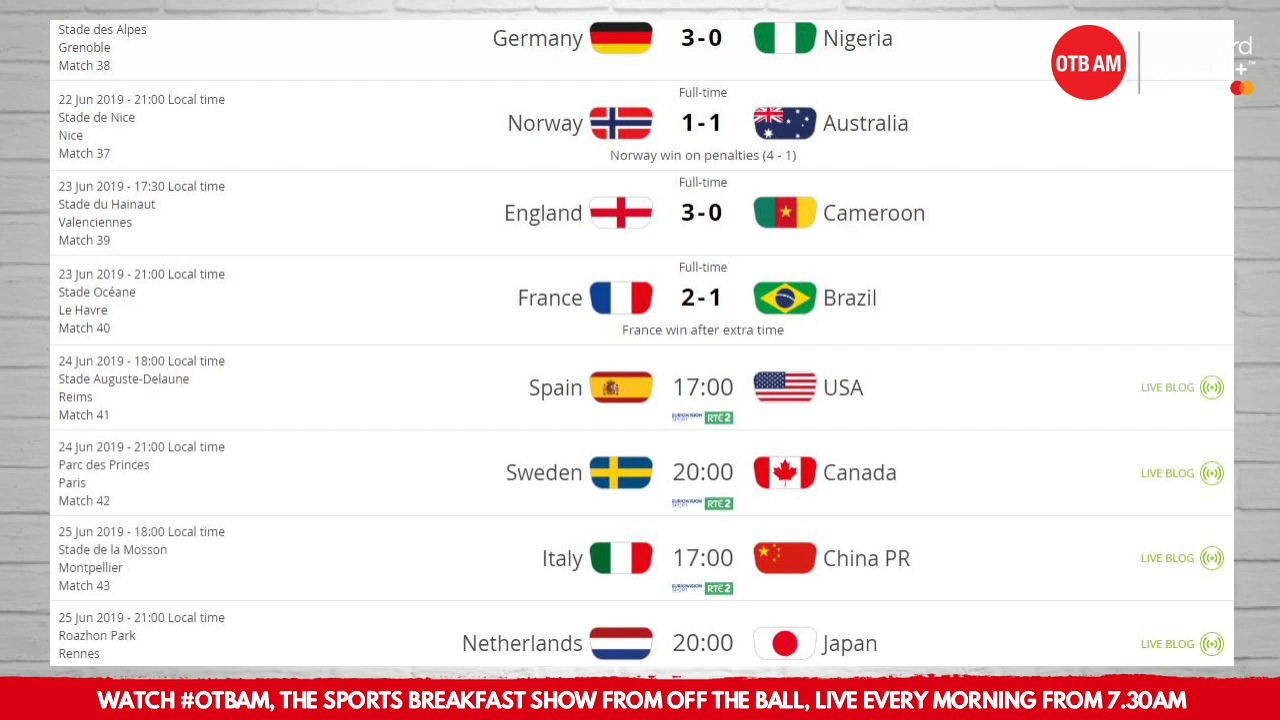 Stade des Alpes
Grenoble
Match 38
Germany 3-0 Nigeria
OTB AM
22 Jun 2019 - 21:00 Local time
Stade de Nice
Nice
Match 37
Full-time
Norway 1-1 Australia
Norway win on penalties (4 - 1)
23 Jun 2019 - 17:30 Local time
Stade du Hainaut
Valenciennes
Match 39
Full-time
England 3-0 Cameroon
23 Jun 2019 - 21:00 Local time
Stade Océane
Le Havre
Match 40
Full-time
France 2-1 Brazil
France win after extra time
24 Jun 2019 - 18:00 Local time
Stade Auguste-Delaune
Reims
Match 41
Spain 17:00 USA
EUROVISION SPORT RTÉ2
LIVE BLOG
24 Jun 2019 - 21:00 Local time
Parc des Princes
Paris
Match 42
Sweden 20:00 Canada
EUROVISION SPORT RTÉ2
LIVE BLOG
25 Jun 2019 - 18:00 Local time
Stade de la Mosson
Montpellier
Match 43
Italy 17:00 China PR
EUROVISION SPORT RTÉ2
LIVE BLOG
25 Jun 2019 - 21:00 Local time
Roazhon Park
Rennes
Netherlands 20:00 Japan
LIVE BLOG
WATCH #OTBAM, THE SPORTS BREAKFAST SHOW FROM OFF THE BALL, LIVE EVERY MORNING FROM 7.30AM